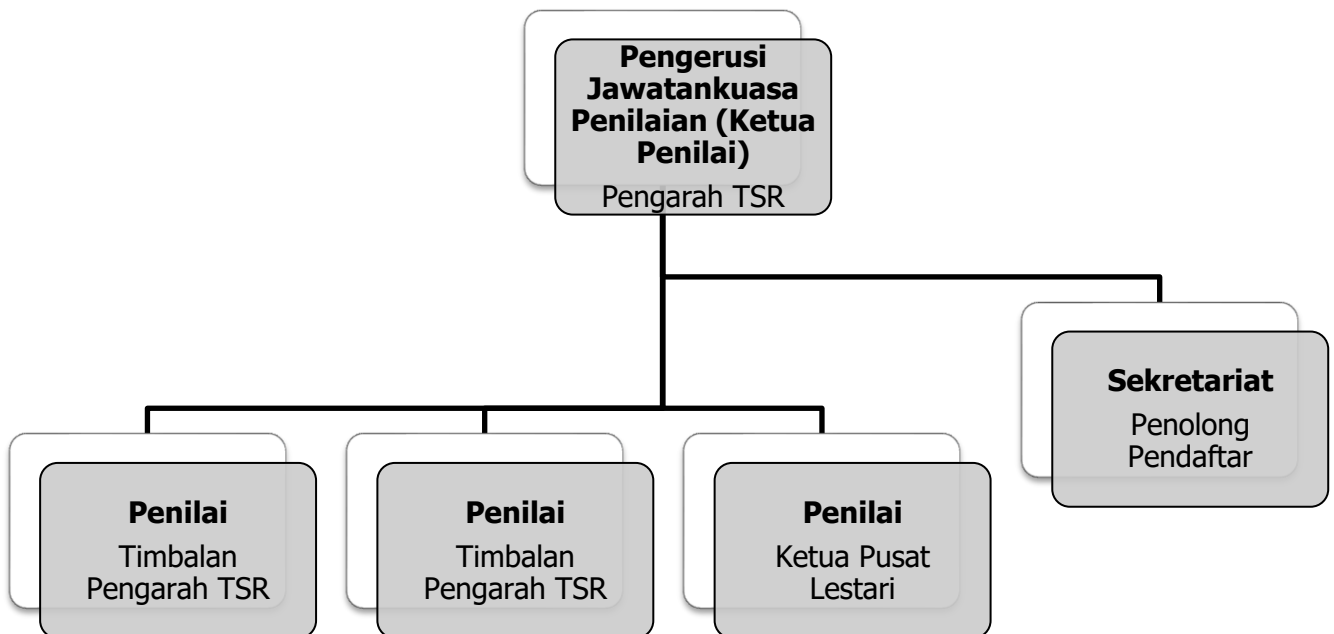 Pengerusi
Jawatankuasa
Penilaian (Ketua
Penilai)
Pengarah TSR
Sekretariat
Penolong
Pendaftar
Penilai
Timbalan
Pengarah TSR
Penilai
Timbalan
Pengarah TSR
Penilai
Ketua Pusat
Lestari